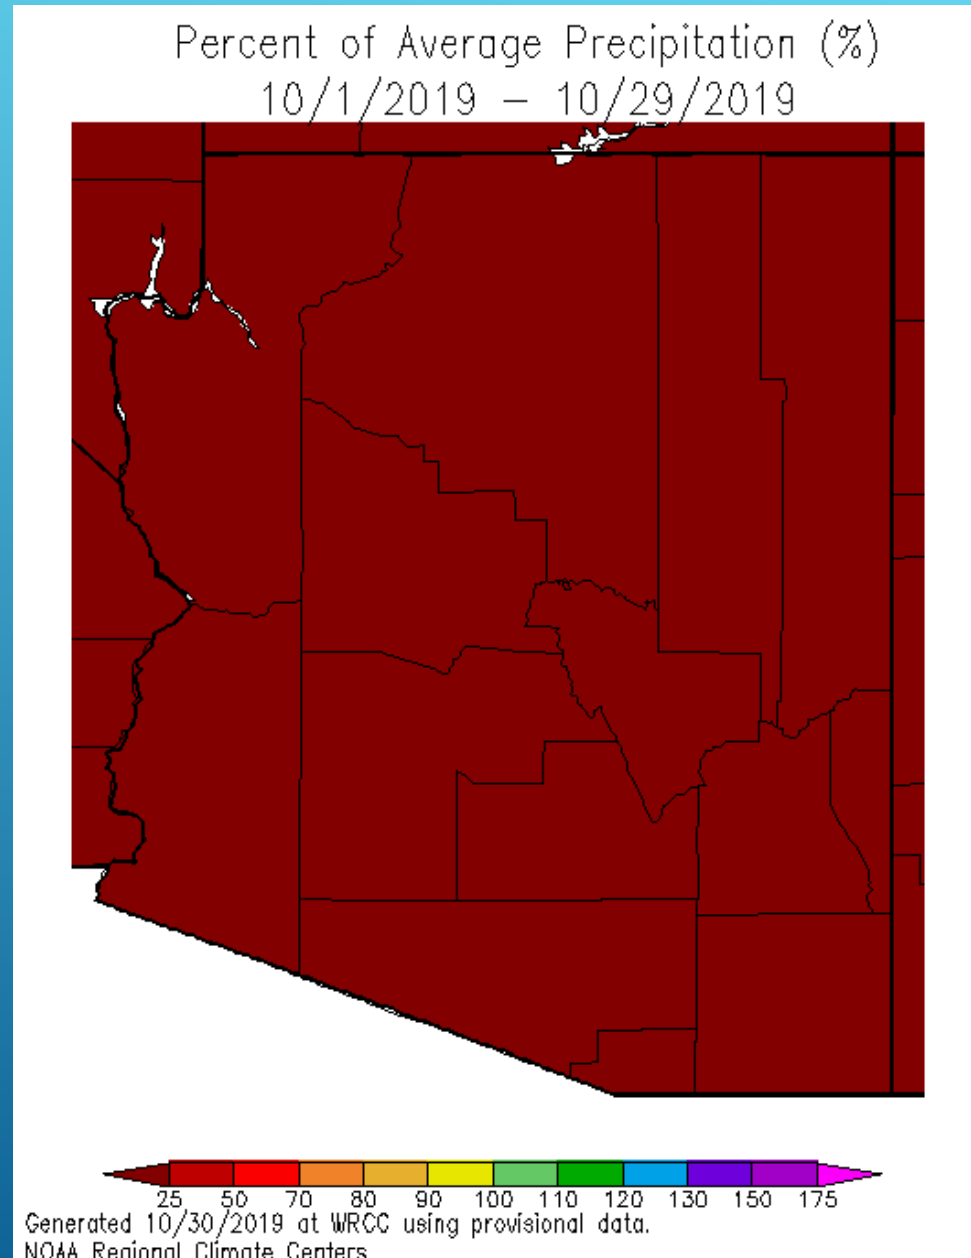 Percent of Average Precipitation (%)
10/1/2019 – 10/29/2019
25 50 70 80 90 100 110 120 130 150 175
Generated 10/30/2019 at WRCC using provisional data.
NOAA Regional Climate Centers